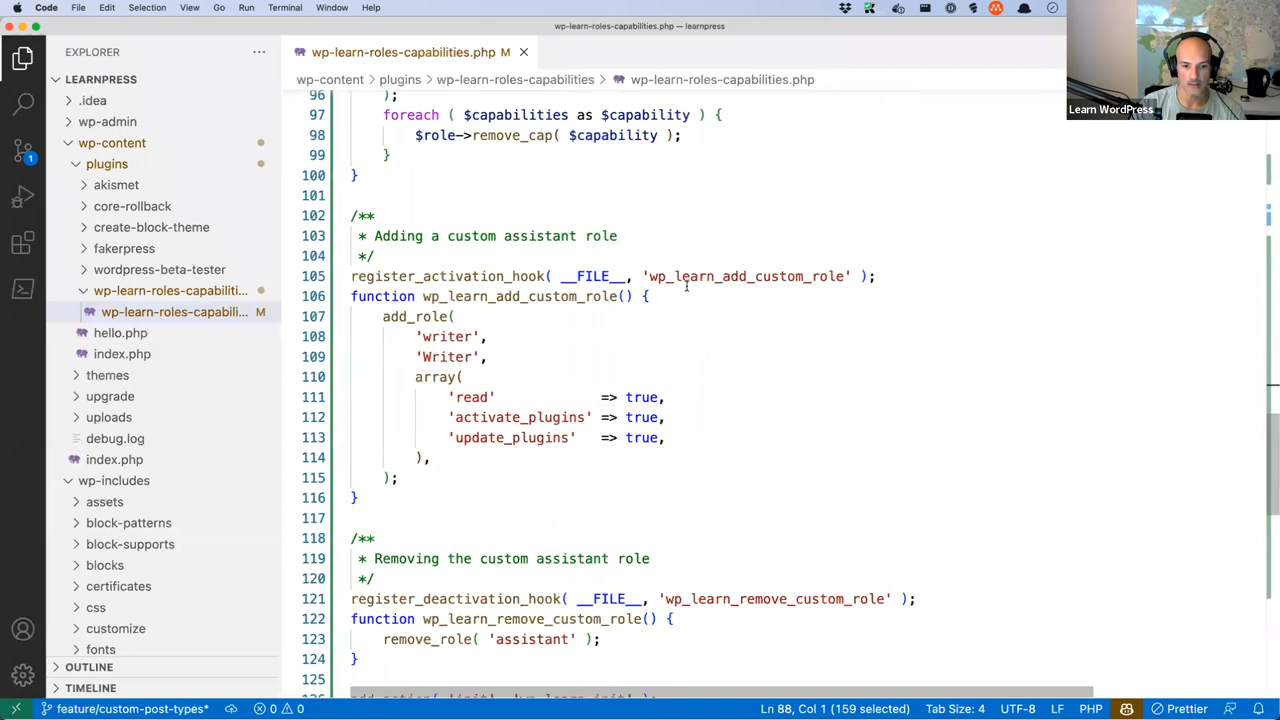 Code File Edit Selection View Go Run Terminal Window Help
wp-learn-roles-capabilities.php — learnpress
EXPLORER
wp-learn-roles-capabilities.php M
wp-content > plugins > wp-learn-roles-capabilities > wp-learn-roles-capabilities.php
Learn WordPress
LEARNPRESS
.idea
wp-admin
wp-content
plugins
akismet
core-rollback
create-block-theme
fakerpress
wordpress-beta-tester
wp-learn-roles-capabiliti...
wp-learn-roles-capabili... M
hello.php
index.php
themes
upgrade
uploads
debug.log
index.php
wp-includes
assets
block-patterns
block-supports
blocks
certificates
css
customize
fonts
OUTLINE
TIMELINE
1
96 );
97 foreach ( $capabilities as $capability ) {
98 $role->remove_cap( $capability );
99 }
100 }
101
102 /**
103 * Adding a custom assistant role
104 */
105 register_activation_hook( __FILE__, 'wp_learn_add_custom_role' );
106 function wp_learn_add_custom_role() {
107 add_role(
108 'writer',
109 'Writer',
110 array(
111 'read' => true,
112 'activate_plugins' => true,
113 'update_plugins' => true,
114 ),
115 );
116 }
117
118 /**
119 * Removing the custom assistant role
120 */
121 register_deactivation_hook( __FILE__, 'wp_learn_remove_custom_role' );
122 function wp_learn_remove_custom_role() {
123 remove_role( 'assistant' );
124 }
125
126 add_action( 'init', 'wp_learn_init' );
feature/custom-post-types* 0 0 Ln 88, Col 1 (159 selected) Tab Size: 4 UTF-8 LF PHP Prettier